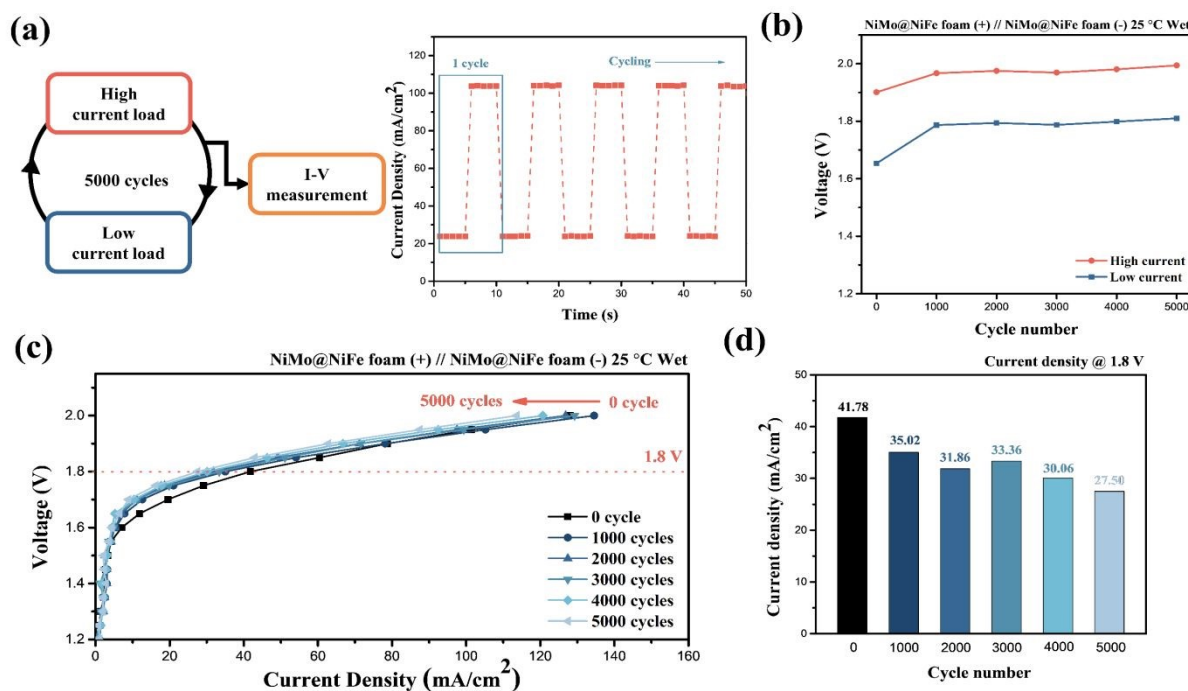 (a)
High
current load
5000 cycles
Low
current load
I-V
measurement
Current Density (mA/cm²)
140
120
100
80
60
40
20
0
1 cycle
Cycling
0
10
20
30
40
50
Time (s)
(b)
NiMo@NiFe foam (+) // NiMo@NiFe foam (-) 25 °C Wet
Voltage (V)
2.0
1.8
1.6
1.4
1.2
High current
Low current
0
1000
2000
3000
4000
5000
Cycle number
(c)
NiMo@NiFe foam (+) // NiMo@NiFe foam (-) 25 °C Wet
Voltage (V)
2.0
1.8
1.6
1.4
1.2
5000 cycles
0 cycle
1.8 V
0 cycle
1000 cycles
2000 cycles
3000 cycles
4000 cycles
5000 cycles
0
20
40
60
80
100
120
140
160
Current Density (mA/cm²)
(d)
Current density @ 1.8 V
Current density (mA/cm²)
50
40
30
20
10
0
41.78
35.02
31.86
33.36
30.06
27.50
0
1000
2000
3000
4000
5000
Cycle number